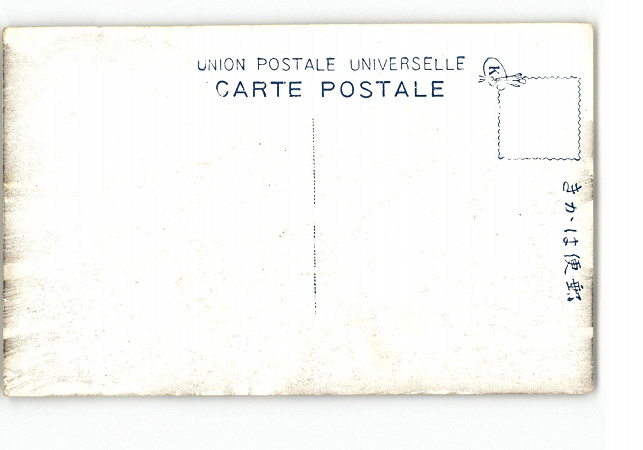 UNION POSTALE UNIVERSELLE
CARTE POSTALE
K
きかは便郵